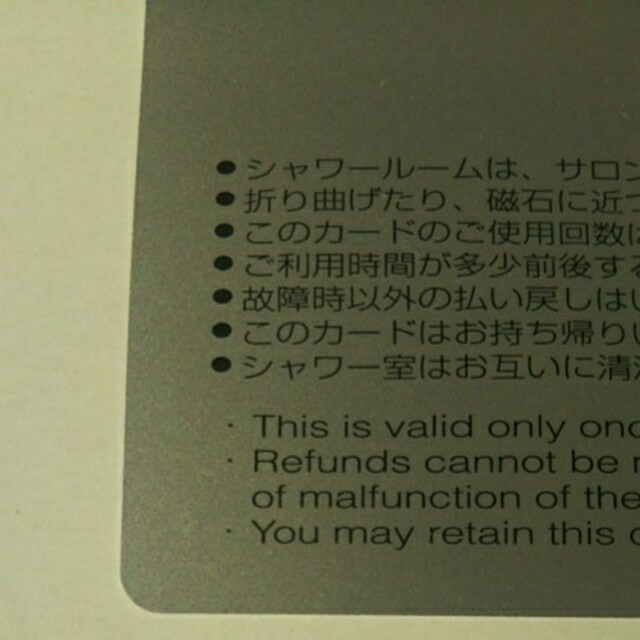 ●シャワールームは、サロン
●折り曲げたり、磁石に近づ
●このカードのご使用回数は
●ご利用時間が多少前後する
●故障時以外の払い戻しはい
●このカードはお持ち帰りい
●シャワー室はお互いに清潔
· This is valid only onc
· Refunds cannot be
of malfunction of the
· You may retain this